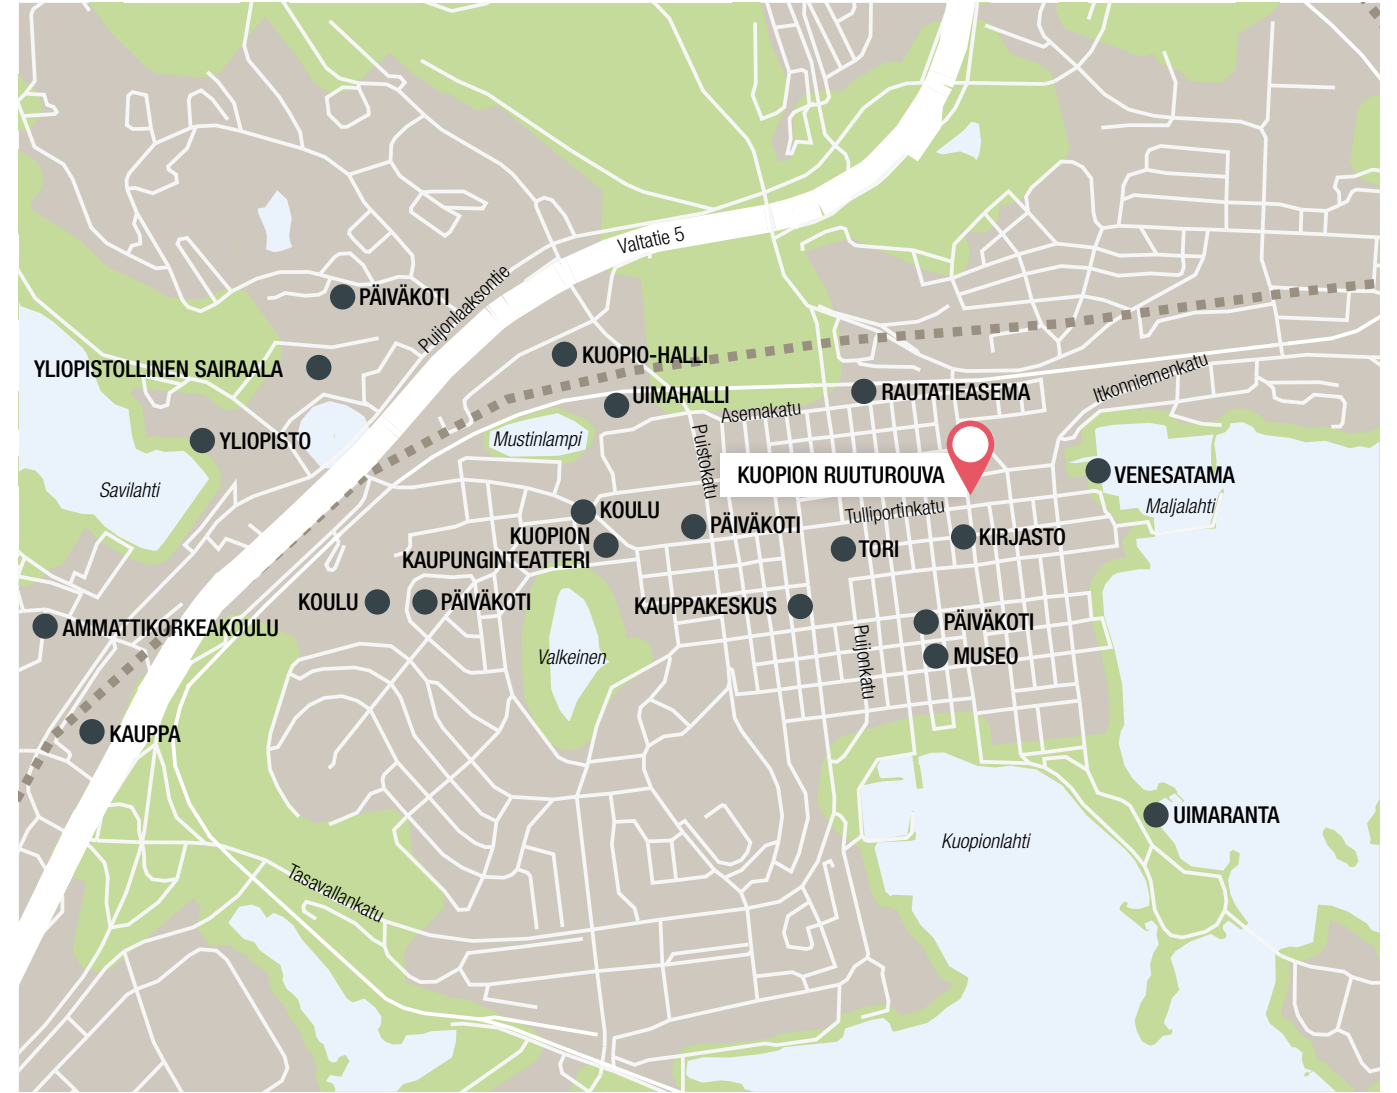 Valtatie 5
Puijonlaaksontie
PÄIVÄKOTI
YLIOPISTOLLINEN SAIRAALA
KUOPIO-HALLI
UIMAHALLI
RAUTATIEASEMA
Itkonniemenkatu
Asemakatu
YLIOPISTO
Mustinlampi
Puistokatu
KUOPION RUUTUROUVA
VENESATAMA
Savilahti
Maljalahti
KOULU
Tulliportinkatu
PÄIVÄKOTI
KUOPION
KAUPUNGINTEATTERI
TORI
KIRJASTO
KOULU
PÄIVÄKOTI
KAUPPAKESKUS
AMMATTIKORKEAKOULU
PÄIVÄKOTI
Valkeinen
Puijonkatu
MUSEO
KAUPPA
UIMARANTA
Kuopionlahti
Tasavallankatu